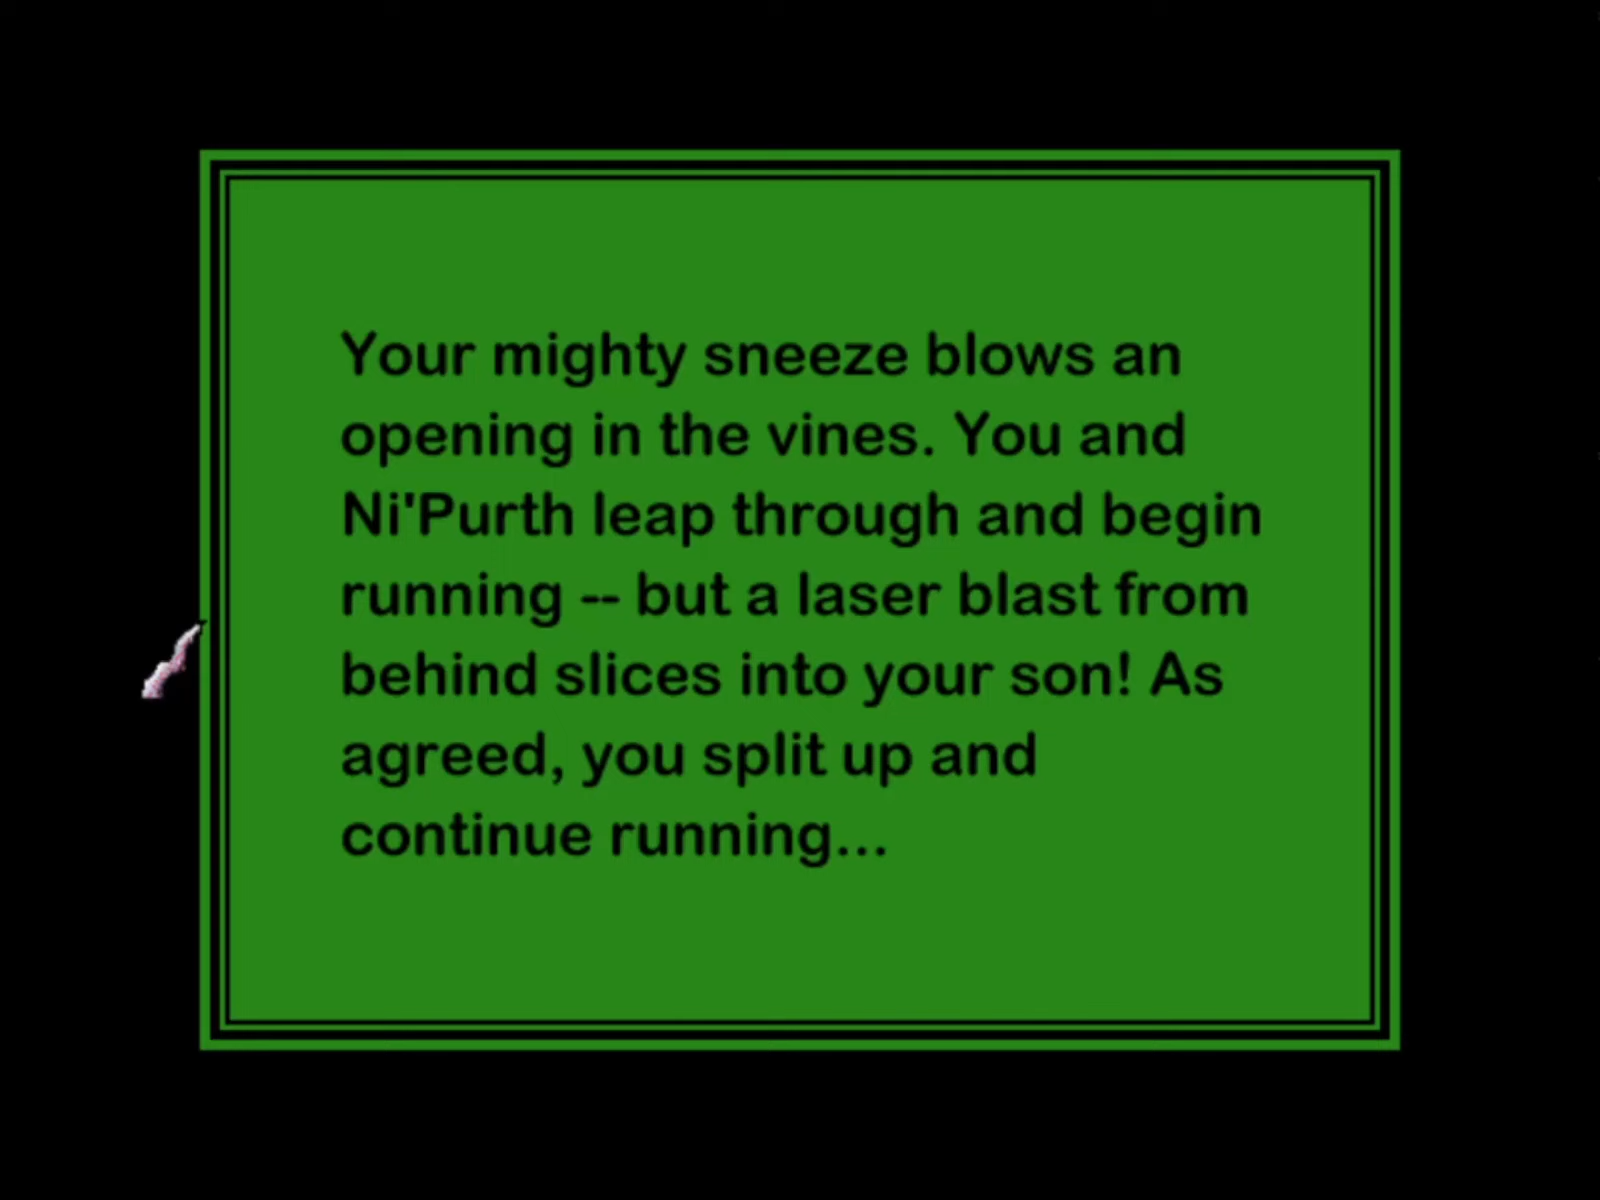 Your mighty sneeze blows an
opening in the vines. You and
Ni'Purth leap through and begin
running -- but a laser blast from
behind slices into your son! As
agreed, you split up and
continue running...